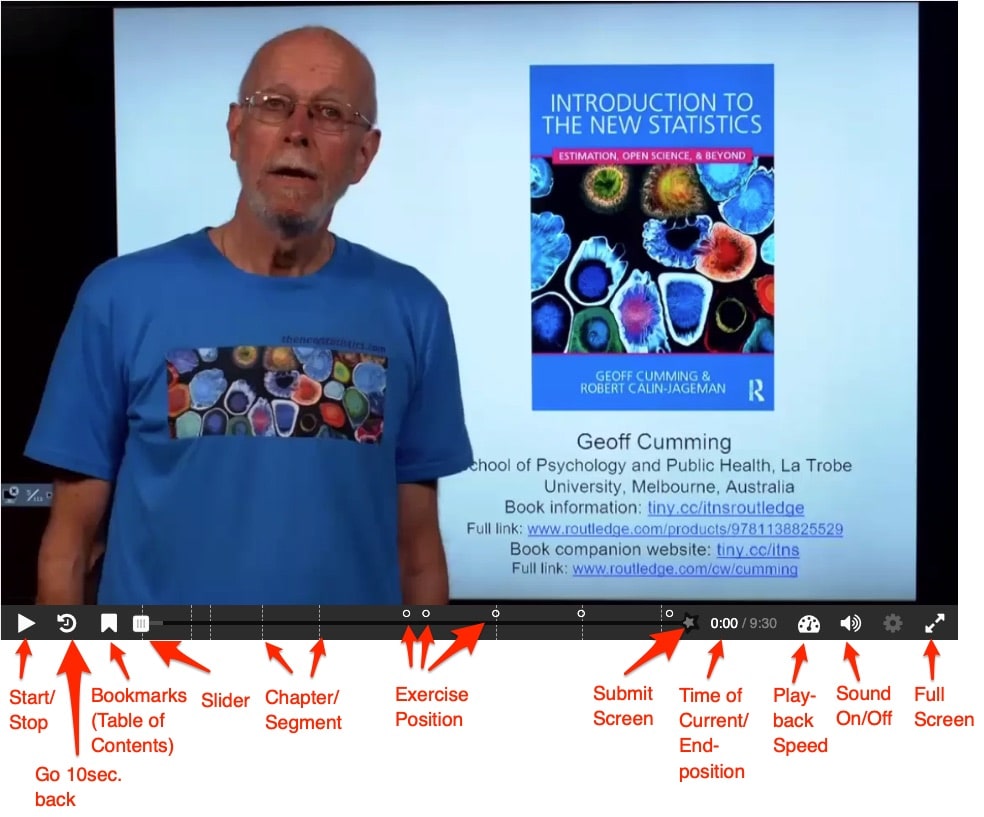 INTRODUCTION TO
THE NEW STATISTICS
ESTIMATION, OPEN SCIENCE, & BEYOND
GEOFF CUMMING &
ROBERT CALIN-JAGEMAN
R
thenewstatistics.com
Geoff Cumming
chool of Psychology and Public Health, La Trobe
University, Melbourne, Australia
Book information: tiny.cc/itnsroutledge
Full link: www.routledge.com/products/9781138825529
Book companion website: tiny.cc/itns
Full link: www.routledge.com/cw/cumming
0:00 / 9:30
Start/
Stop
Go 10sec.
back
Bookmarks
(Table of
Contents)
Slider
Chapter/
Segment
Exercise
Position
Submit
Screen
Time of
Current/
End-
position
Play-
back
Speed
Sound
On/Off
Full
Screen